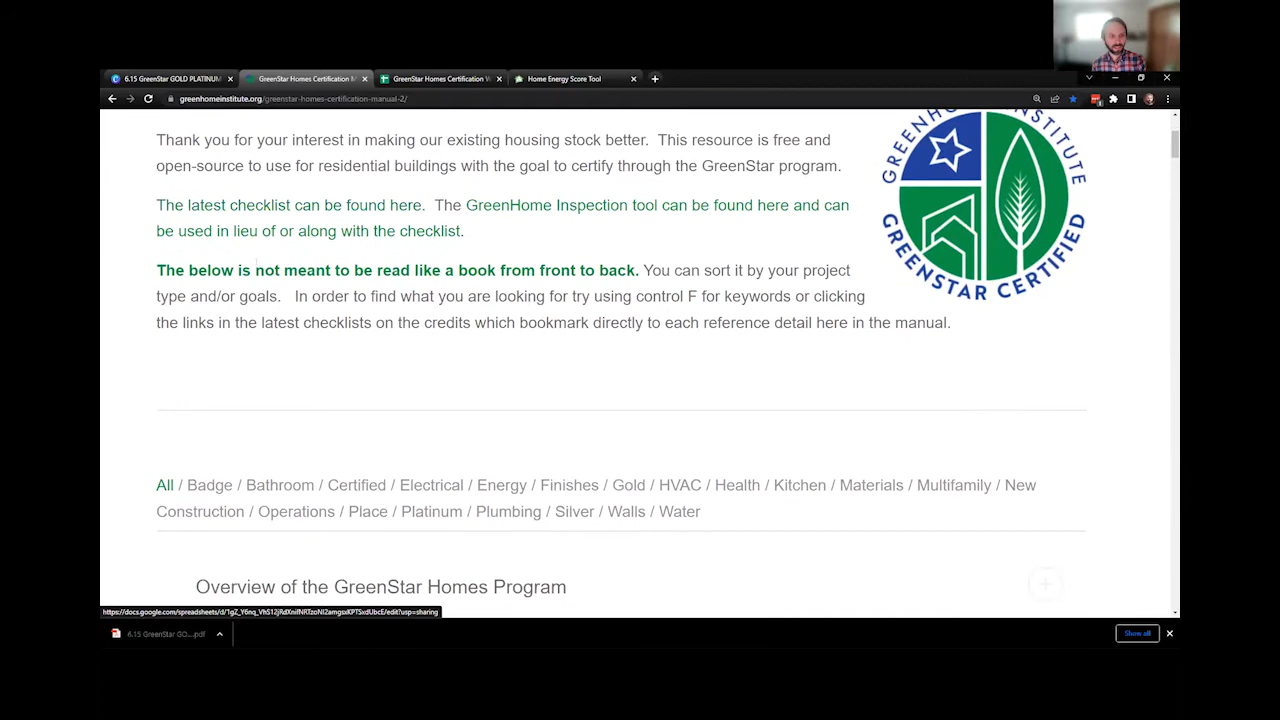 6.15 GreenStar GOLD PLATINUM
GreenStar Homes Certification M
GreenStar Homes Certification V
Home Energy Score Tool
greenhomeinstitute.org/greenstar-homes-certification-manual-2/
Thank you for your interest in making our existing housing stock better. This resource is free and
open-source to use for residential buildings with the goal to certify through the GreenStar program.
The latest checklist can be found here. The GreenHome Inspection tool can be found here and can
be used in lieu of or along with the checklist.
The below is not meant to be read like a book from front to back. You can sort it by your project
type and/or goals. In order to find what you are looking for try using control F for keywords or clicking
the links in the latest checklists on the credits which bookmark directly to each reference detail here in the manual.
GREENHO INSTITUTE
GREENSTAR CERTIFIED
All / Badge / Bathroom / Certified / Electrical / Energy / Finishes / Gold / HVAC / Health / Kitchen / Materials / Multifamily / New
Construction / Operations / Place / Platinum / Plumbing / Silver / Walls / Water
Overview of the GreenStar Homes Program
6.15 GreenStar GO....pdf
Show all